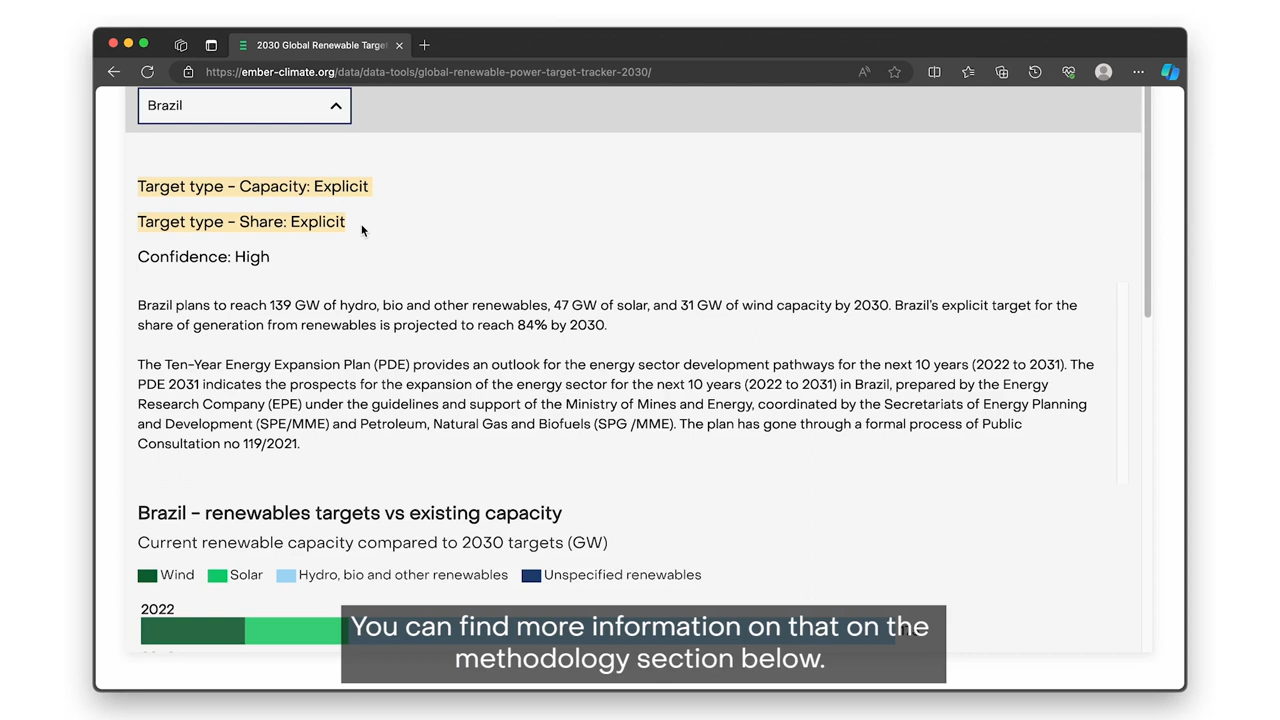 2030 Global Renewable Targe
https://ember-climate.org/data/data-tools/global-renewable-power-target-tracker-2030/
Brazil
Target type - Capacity: Explicit
Target type - Share: Explicit
Confidence: High
Brazil plans to reach 139 GW of hydro, bio and other renewables, 47 GW of solar, and 31 GW of wind capacity by 2030. Brazil's explicit target for the
share of generation from renewables is projected to reach 84% by 2030.
The Ten-Year Energy Expansion Plan (PDE) provides an outlook for the energy sector development pathways for the next 10 years (2022 to 2031). The
PDE 2031 indicates the prospects for the expansion of the energy sector for the next 10 years (2022 to 2031) in Brazil, prepared by the Energy
Research Company (EPE) under the guidelines and support of the Ministry of Mines and Energy, coordinated by the Secretariats of Energy Planning
and Development (SPE/MME) and Petroleum, Natural Gas and Biofuels (SPG /MME). The plan has gone through a formal process of Public
Consultation no 119/2021.
Brazil - renewables targets vs existing capacity
Current renewable capacity compared to 2030 targets (GW)
Wind Solar Hydro, bio and other renewables Unspecified renewables
2022
You can find more information on that on the
methodology section below.